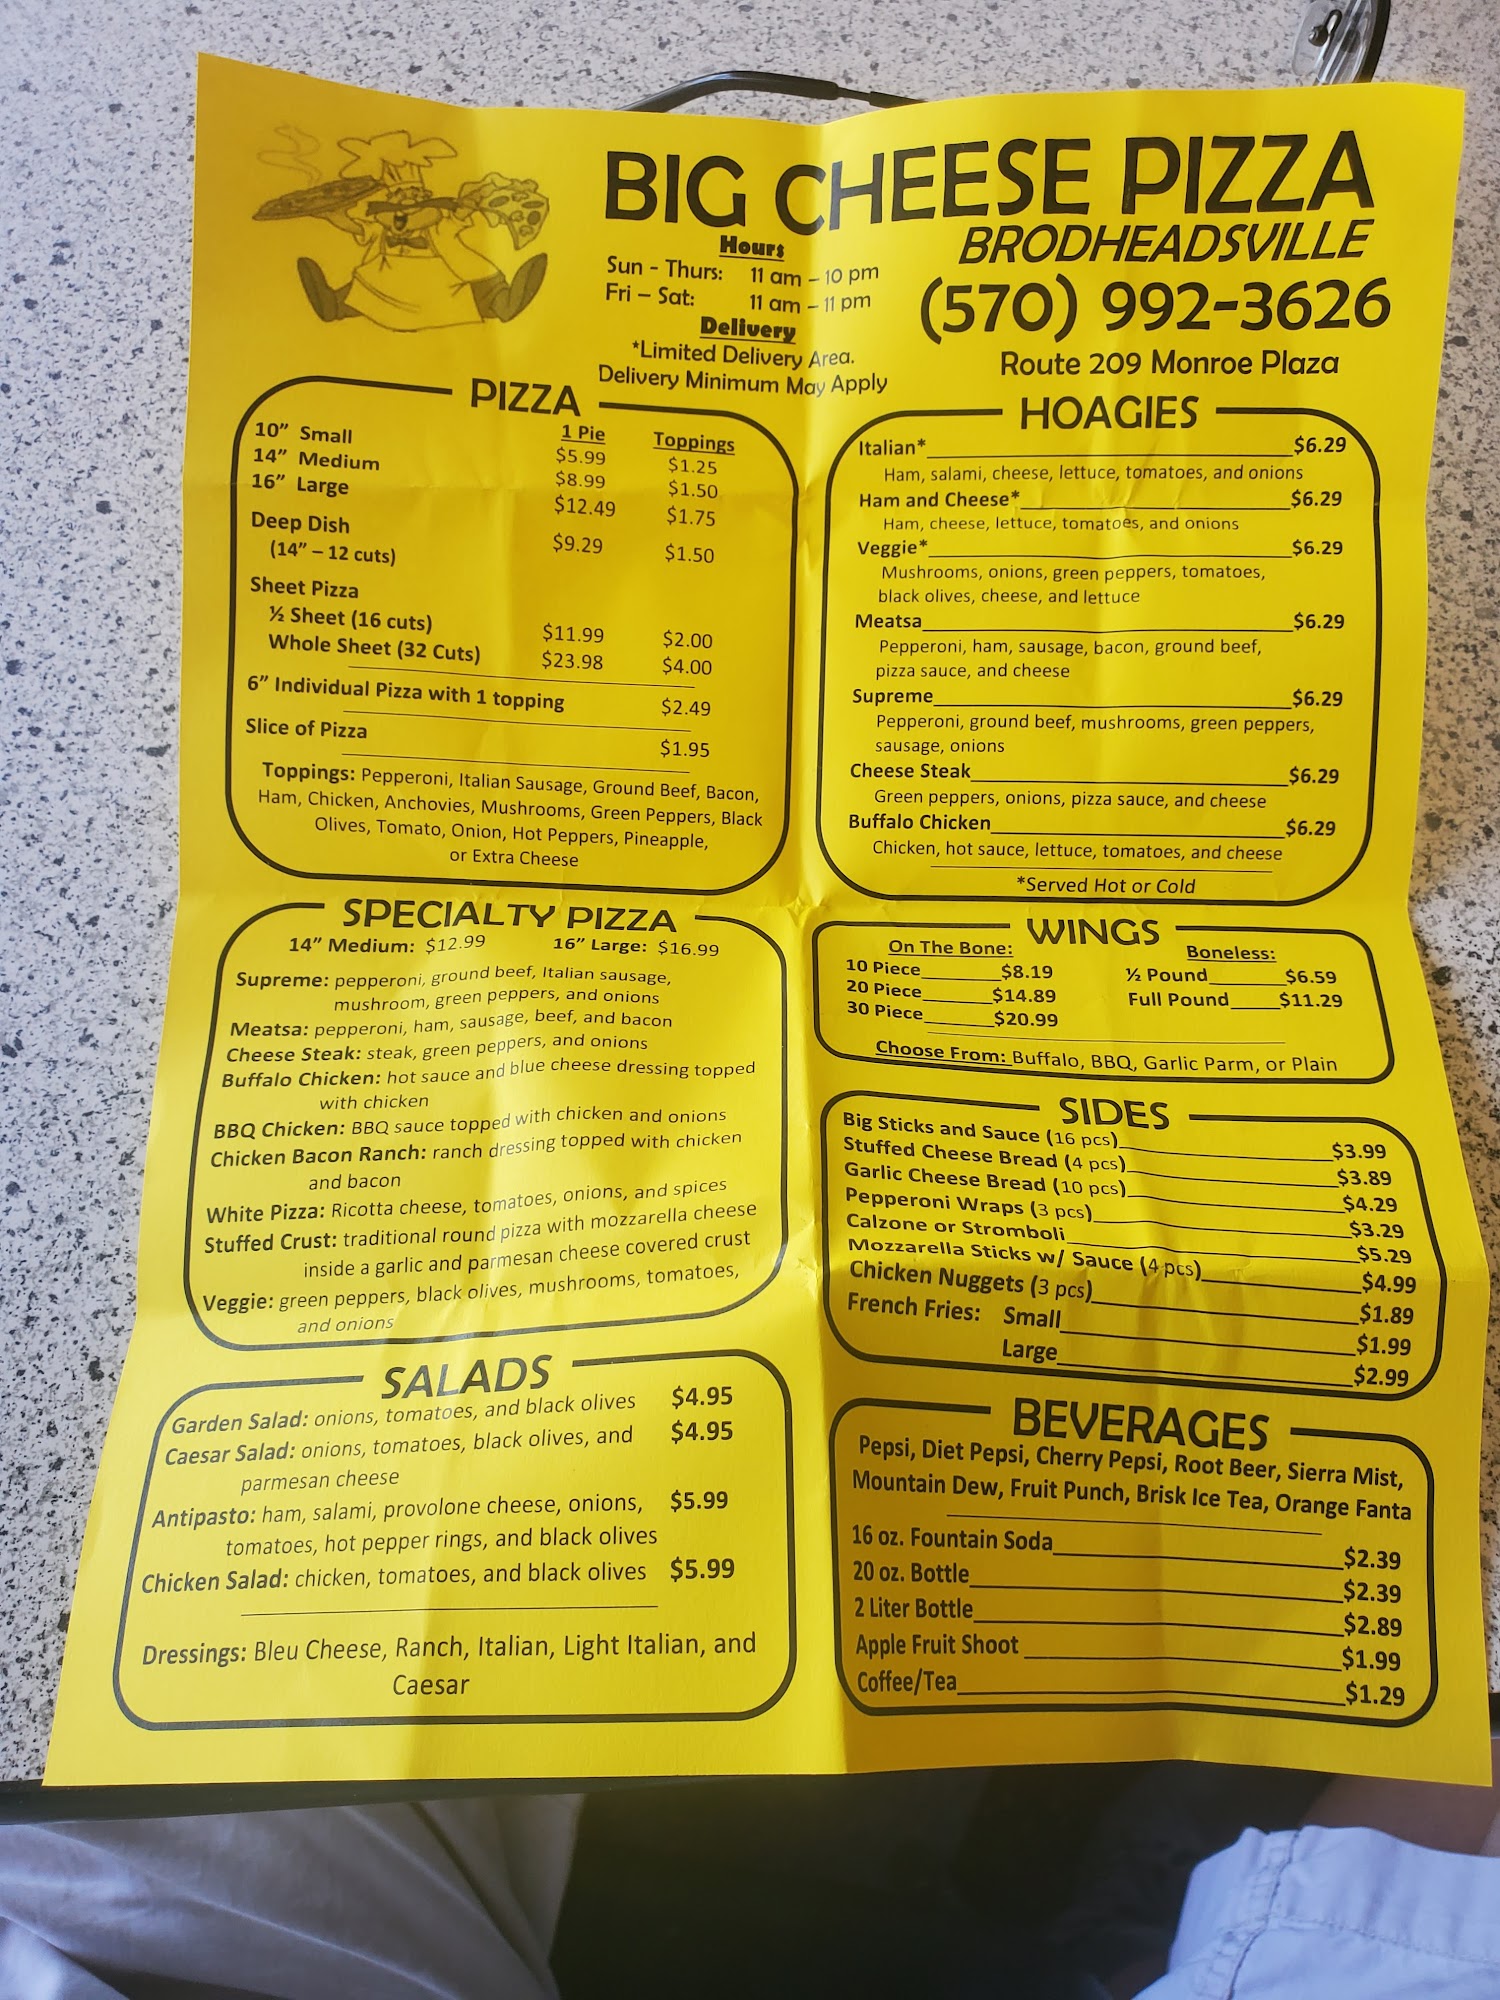 BIG CHEESE PIZZA
BRODHEADSVILLE
(570) 992-3626
Route 209 Monroe Plaza
Hours
Sun - Thurs: 11 am – 10 pm
Fri – Sat: 11 am – 11 pm
Delivery
*Limited Delivery Area.
Delivery Minimum May Apply
PIZZA
1 Pie Toppings
10” Small $5.99 $1.25
14” Medium $8.99 $1.50
16” Large $12.49 $1.75
Deep Dish
(14” – 12 cuts) $9.29 $1.50
Sheet Pizza
½ Sheet (16 cuts) $11.99 $2.00
Whole Sheet (32 Cuts) $23.98 $4.00
6” Individual Pizza with 1 topping $2.49
Slice of Pizza $1.95
Toppings: Pepperoni, Italian Sausage, Ground Beef, Bacon,
Ham, Chicken, Anchovies, Mushrooms, Green Peppers, Black
Olives, Tomato, Onion, Hot Peppers, Pineapple,
or Extra Cheese
SPECIALTY PIZZA
14” Medium: $12.99 16” Large: $16.99
Supreme: pepperoni, ground beef, Italian sausage,
mushroom, green peppers, and onions
Meatsa: pepperoni, ham, sausage, beef, and bacon
Cheese Steak: steak, green peppers, and onions
Buffalo Chicken: hot sauce and blue cheese dressing topped
with chicken
BBQ Chicken: BBQ sauce topped with chicken and onions
Chicken Bacon Ranch: ranch dressing topped with chicken
and bacon
White Pizza: Ricotta cheese, tomatoes, onions, and spices
Stuffed Crust: traditional round pizza with mozzarella cheese
inside a garlic and parmesan cheese covered crust
Veggie: green peppers, black olives, mushrooms, tomatoes,
and onions
SALADS
Garden Salad: onions, tomatoes, and black olives $4.95
Caesar Salad: onions, tomatoes, black olives, and $4.95
parmesan cheese
Antipasto: ham, salami, provolone cheese, onions, $5.99
tomatoes, hot pepper rings, and black olives
Chicken Salad: chicken, tomatoes, and black olives $5.99
Dressings: Bleu Cheese, Ranch, Italian, Light Italian, and
Caesar
HOAGIES
Italian* $6.29
Ham, salami, cheese, lettuce, tomatoes, and onions
Ham and Cheese* $6.29
Ham, cheese, lettuce, tomatoes, and onions
Veggie* $6.29
Mushrooms, onions, green peppers, tomatoes,
black olives, cheese, and lettuce
Meatsa $6.29
Pepperoni, ham, sausage, bacon, ground beef,
pizza sauce, and cheese
Supreme $6.29
Pepperoni, ground beef, mushrooms, green peppers,
sausage, onions
Cheese Steak $6.29
Green peppers, onions, pizza sauce, and cheese
Buffalo Chicken $6.29
Chicken, hot sauce, lettuce, tomatoes, and cheese
*Served Hot or Cold
WINGS
On The Bone: Boneless:
10 Piece $8.19 ½ Pound $6.59
20 Piece $14.89 Full Pound $11.29
30 Piece $20.99
Choose From: Buffalo, BBQ, Garlic Parm, or Plain
SIDES
Big Sticks and Sauce (16 pcs) $3.99
Stuffed Cheese Bread (4 pcs) $3.89
Garlic Cheese Bread (10 pcs) $4.29
Pepperoni Wraps (3 pcs) $3.29
Calzone or Stromboli $5.29
Mozzarella Sticks w/ Sauce (4 pcs) $4.99
Chicken Nuggets (3 pcs) $1.89
French Fries: Small $1.99
Large $2.99
BEVERAGES
Pepsi, Diet Pepsi, Cherry Pepsi, Root Beer, Sierra Mist,
Mountain Dew, Fruit Punch, Brisk Ice Tea, Orange Fanta
16 oz. Fountain Soda $2.39
20 oz. Bottle $2.39
2 Liter Bottle $2.89
Apple Fruit Shoot $1.99
Coffee/Tea $1.29